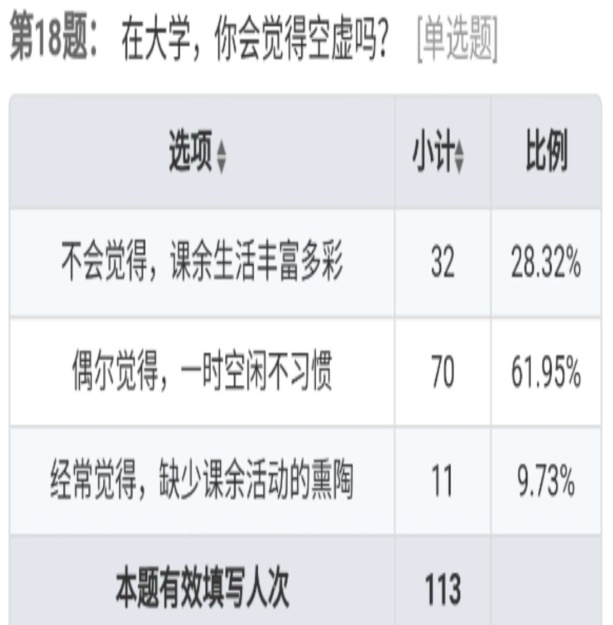 第18题： 在大学，你会觉得空虚吗？ [单选题]
选项 小计 比例
不会觉得，课余生活丰富多彩 32 28.32%
偶尔觉得，一时空闲不习惯 70 61.95%
经常觉得，缺少课余活动的熏陶 11 9.73%
本题有效填写人次 113